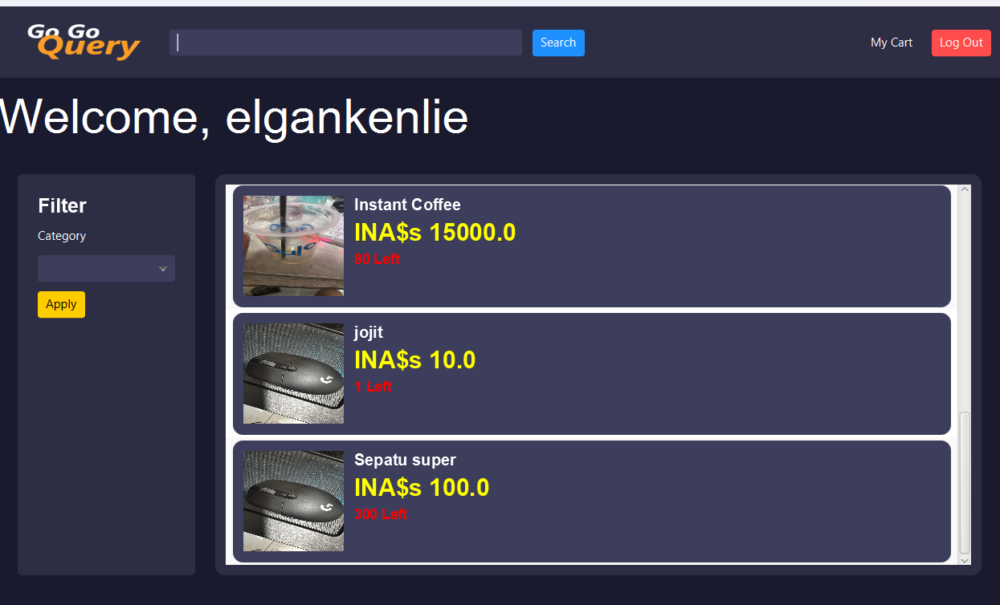 Go Go
Query
Search
My Cart
Log Out
Welcome, elgankenlie
Filter
Category
Apply
Instant Coffee
INA$s 15000.0
80 Left
jojit
INA$s 10.0
1 Left
Sepatu super
INA$s 100.0
300 Left